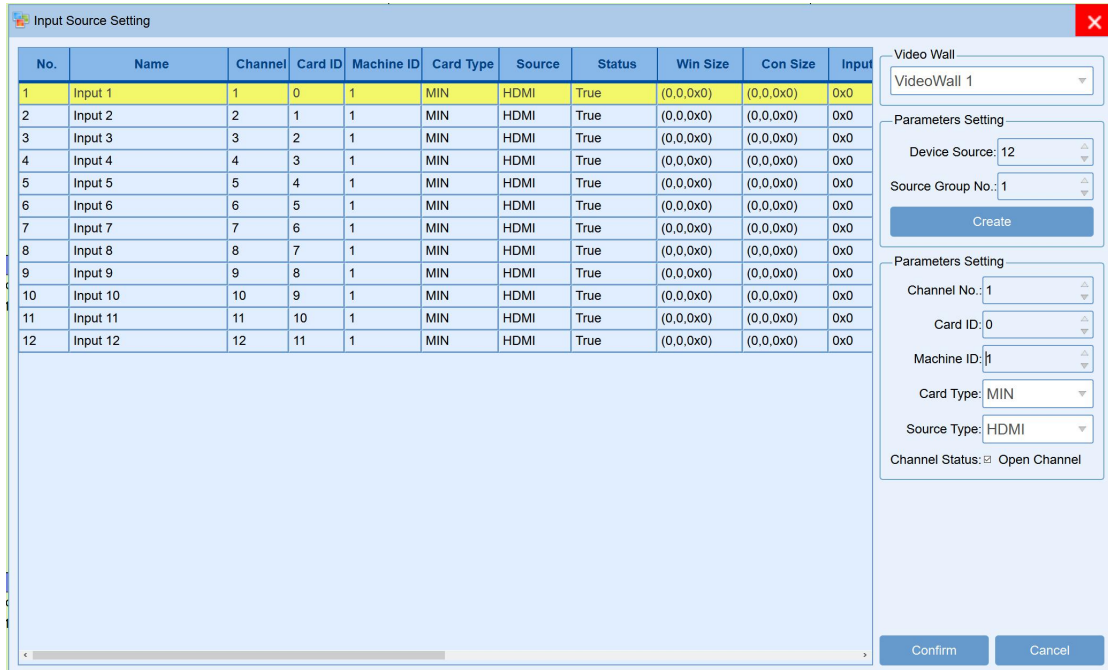 Input Source Setting
No. Name Channel Card ID Machine ID Card Type Source Status Win Size Con Size Input
1 Input 1 1 0 1 MIN HDMI True (0,0,0x0) (0,0,0x0) 0x0
2 Input 2 2 1 1 MIN HDMI True (0,0,0x0) (0,0,0x0) 0x0
3 Input 3 3 2 1 MIN HDMI True (0,0,0x0) (0,0,0x0) 0x0
4 Input 4 4 3 1 MIN HDMI True (0,0,0x0) (0,0,0x0) 0x0
5 Input 5 5 4 1 MIN HDMI True (0,0,0x0) (0,0,0x0) 0x0
6 Input 6 6 5 1 MIN HDMI True (0,0,0x0) (0,0,0x0) 0x0
7 Input 7 7 6 1 MIN HDMI True (0,0,0x0) (0,0,0x0) 0x0
8 Input 8 8 7 1 MIN HDMI True (0,0,0x0) (0,0,0x0) 0x0
9 Input 9 9 8 1 MIN HDMI True (0,0,0x0) (0,0,0x0) 0x0
10 Input 10 10 9 1 MIN HDMI True (0,0,0x0) (0,0,0x0) 0x0
11 Input 11 11 10 1 MIN HDMI True (0,0,0x0) (0,0,0x0) 0x0
12 Input 12 12 11 1 MIN HDMI True (0,0,0x0) (0,0,0x0) 0x0
Video Wall
VideoWall 1
Parameters Setting
Device Source: 12
Source Group No.: 1
Create
Parameters Setting
Channel No.: 1
Card ID: 0
Machine ID: 1
Card Type: MIN
Source Type: HDMI
Channel Status: Open Channel
Confirm Cancel